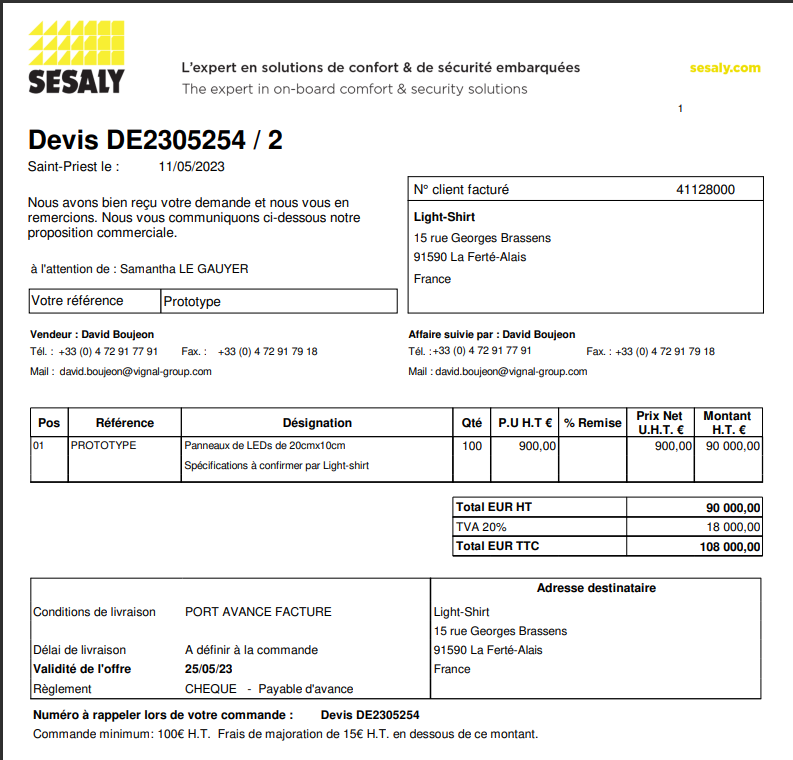 SESALY
L'expert en solutions de confort & de sécurité embarquées
The expert in on-board comfort & security solutions
sesaly.com
1
Devis DE2305254 / 2
Saint-Priest le : 11/05/2023
Nous avons bien reçu votre demande et nous vous en
remercions. Nous vous communiquons ci-dessous notre
proposition commerciale.
à l'attention de : Samantha LE GAUYER
Votre référence Prototype
N° client facturé 41128000
Light-Shirt
15 rue Georges Brassens
91590 La Ferté-Alais
France
Vendeur : David Boujeon
Tél. : +33 (0) 4 72 91 77 91 Fax. : +33 (0) 4 72 91 79 18
Mail : david.boujeon@vignal-group.com
Affaire suivie par : David Boujeon
Tél. :+33 (0) 4 72 91 77 91 Fax. : +33 (0) 4 72 91 79 18
Mail : david.boujeon@vignal-group.com
Pos Référence Désignation Qté P.U H.T € % Remise Prix Net U.H.T. € Montant H.T. €
01 PROTOTYPE Panneaux de LEDs de 20cmx10cm 100 900,00 900,00 90 000,00
Spécifications à confirmer par Light-shirt
Total EUR HT 90 000,00
TVA 20% 18 000,00
Total EUR TTC 108 000,00
Conditions de livraison PORT AVANCE FACTURE
Délai de livraison A définir à la commande
Validité de l'offre 25/05/23
Règlement CHEQUE - Payable d'avance
Adresse destinataire
Light-Shirt
15 rue Georges Brassens
91590 La Ferté-Alais
France
Numéro à rappeler lors de votre commande : Devis DE2305254
Commande minimum: 100€ H.T. Frais de majoration de 15€ H.T. en dessous de ce montant.